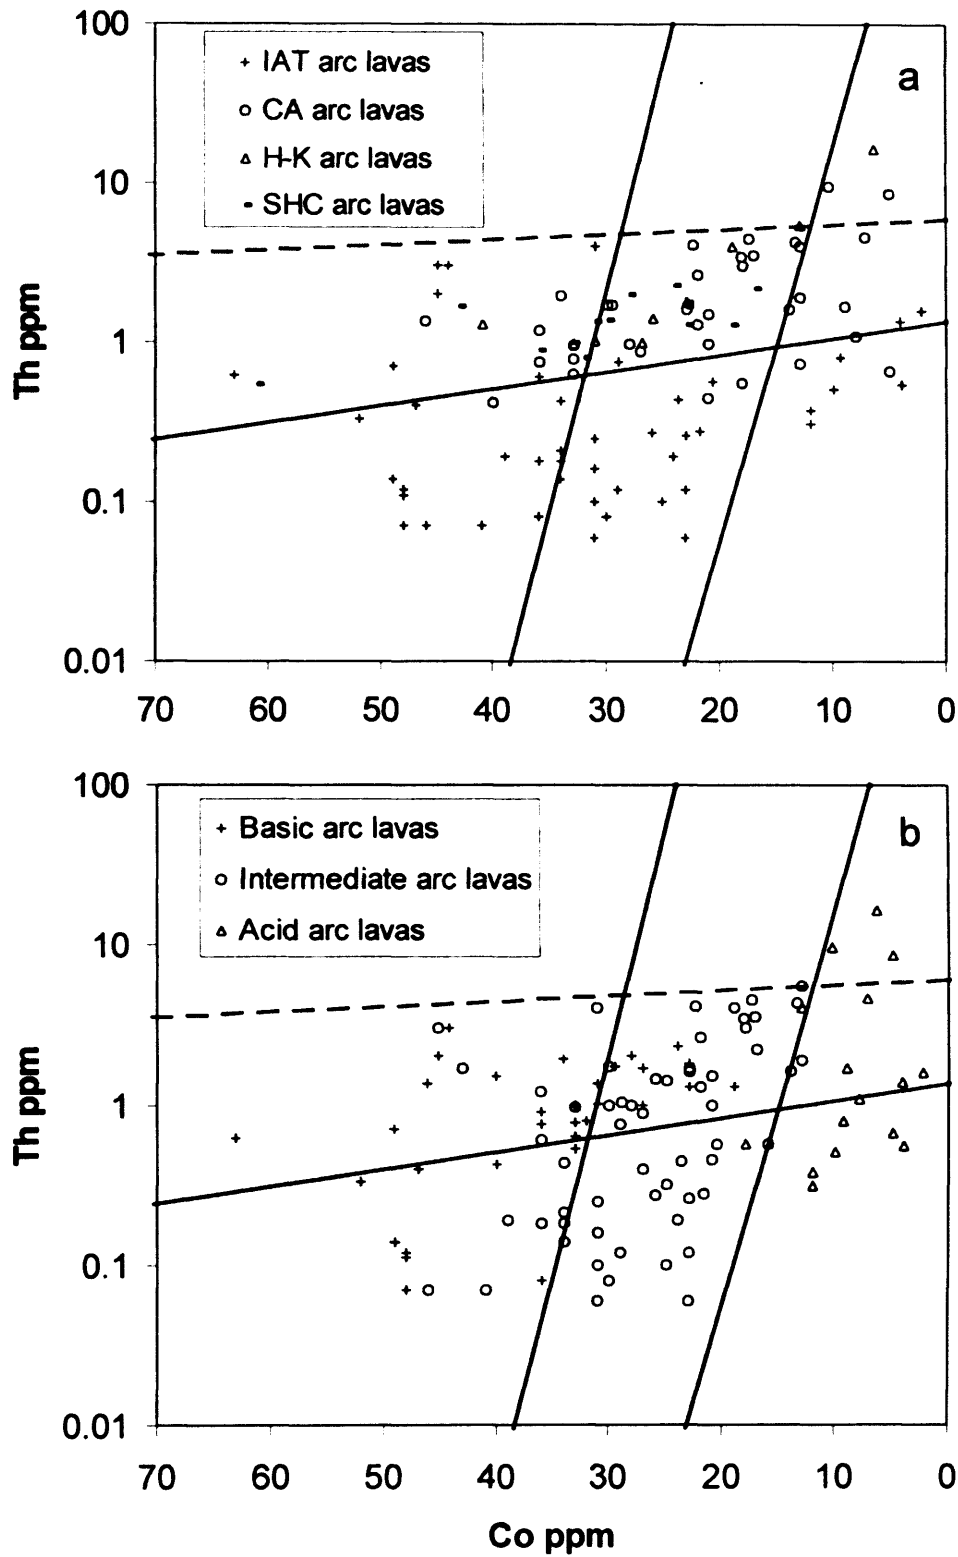 100
10
1
0.1
0.01
Th ppm
+ IAT arc lavas
o CA arc lavas
△ H-K arc lavas
- SHC arc lavas
a
70 60 50 40 30 20 10 0
100
10
1
0.1
0.01
Th ppm
+ Basic arc lavas
o Intermediate arc lavas
△ Acid arc lavas
b
70 60 50 40 30 20 10 0
Co ppm